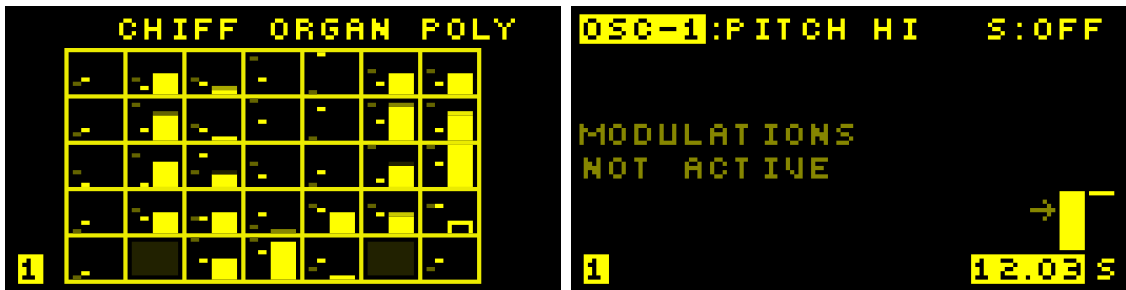 CHIFF ORGAN POLY
1
OSC-1:PITCH HI S:OFF
MODULATIONS
NOT ACTIVE
1 12.03 S